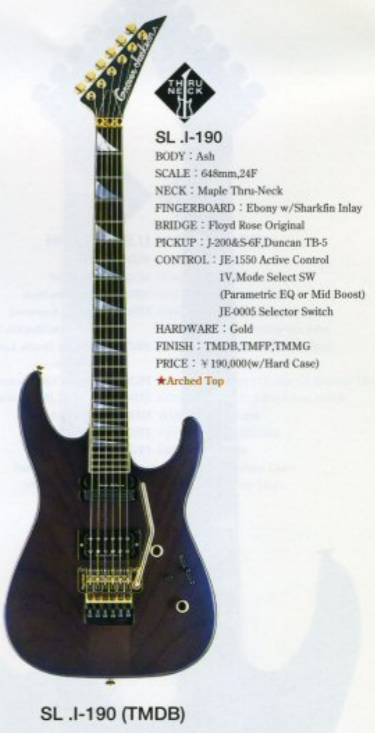 Grover Jackson
THRU
NECK
SL .I-190
BODY : Ash
SCALE : 648mm,24F
NECK : Maple Thru-Neck
FINGERBOARD : Ebony w/Sharkfin Inlay
BRIDGE : Floyd Rose Original
PICKUP : J-200&S-6F,Duncan TB-5
CONTROL : JE-1550 Active Control
1V,Mode Select SW
(Parametric EQ or Mid Boost)
JE-0005 Selector Switch
HARDWARE : Gold
FINISH : TMDB,TMFP,TMMG
PRICE : ¥190,000(w/Hard Case)
★Arched Top
SL .I-190 (TMDB)